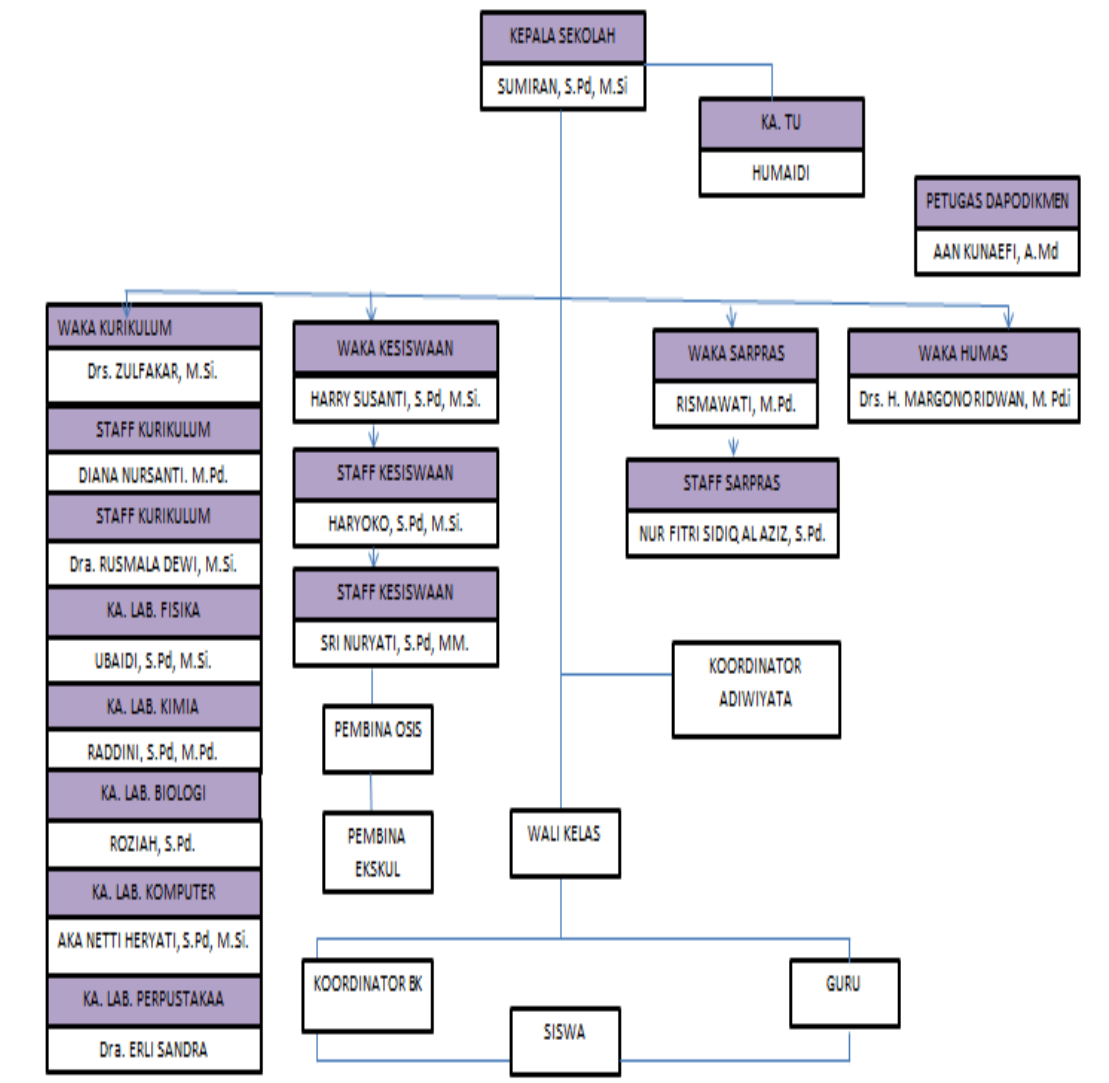 KEPALA SEKOLAH
SUMIRAN, S.Pd, M.Si
KA. TU
HUMAIDI
PETUGAS DAPODIKMEN
AAN KUNAEFI, A.Md
WAKA KURIKULUM
Drs. ZULFAKAR, M.Si.
STAFF KURIKULUM
DIANA NURSANTI. M.Pd.
STAFF KURIKULUM
Dra. RUSMALA DEWI, M.Si.
KA. LAB. FISIKA
UBAIDI, S.Pd, M.Si.
KA. LAB. KIMIA
RADDINI, S.Pd, M.Pd.
KA. LAB. BIOLOGI
ROZIAH, S.Pd.
KA. LAB. KOMPUTER
AKA NETTI HERYATI, S.Pd, M.Si.
KA. LAB. PERPUSTAKAA
Dra. ERLI SANDRA
WAKA KESISWAAN
HARRY SUSANTI, S.Pd, M.Si.
STAFF KESISWAAN
HARYOKO, S.Pd, M.Si.
STAFF KESISWAAN
SRI NURYATI, S.Pd, MM.
PEMBINA OSIS
PEMBINA
EKSKUL
WAKA SARPRAS
RISMAWATI, M.Pd.
STAFF SARPRAS
NUR FITRI SIDIQ AL AZIZ, S.Pd.
WAKA HUMAS
Drs. H. MARGONO RIDWAN, M. Pd.i
KOORDINATOR
ADIWIYATA
WALI KELAS
KOORDINATOR BK
GURU
SISWA